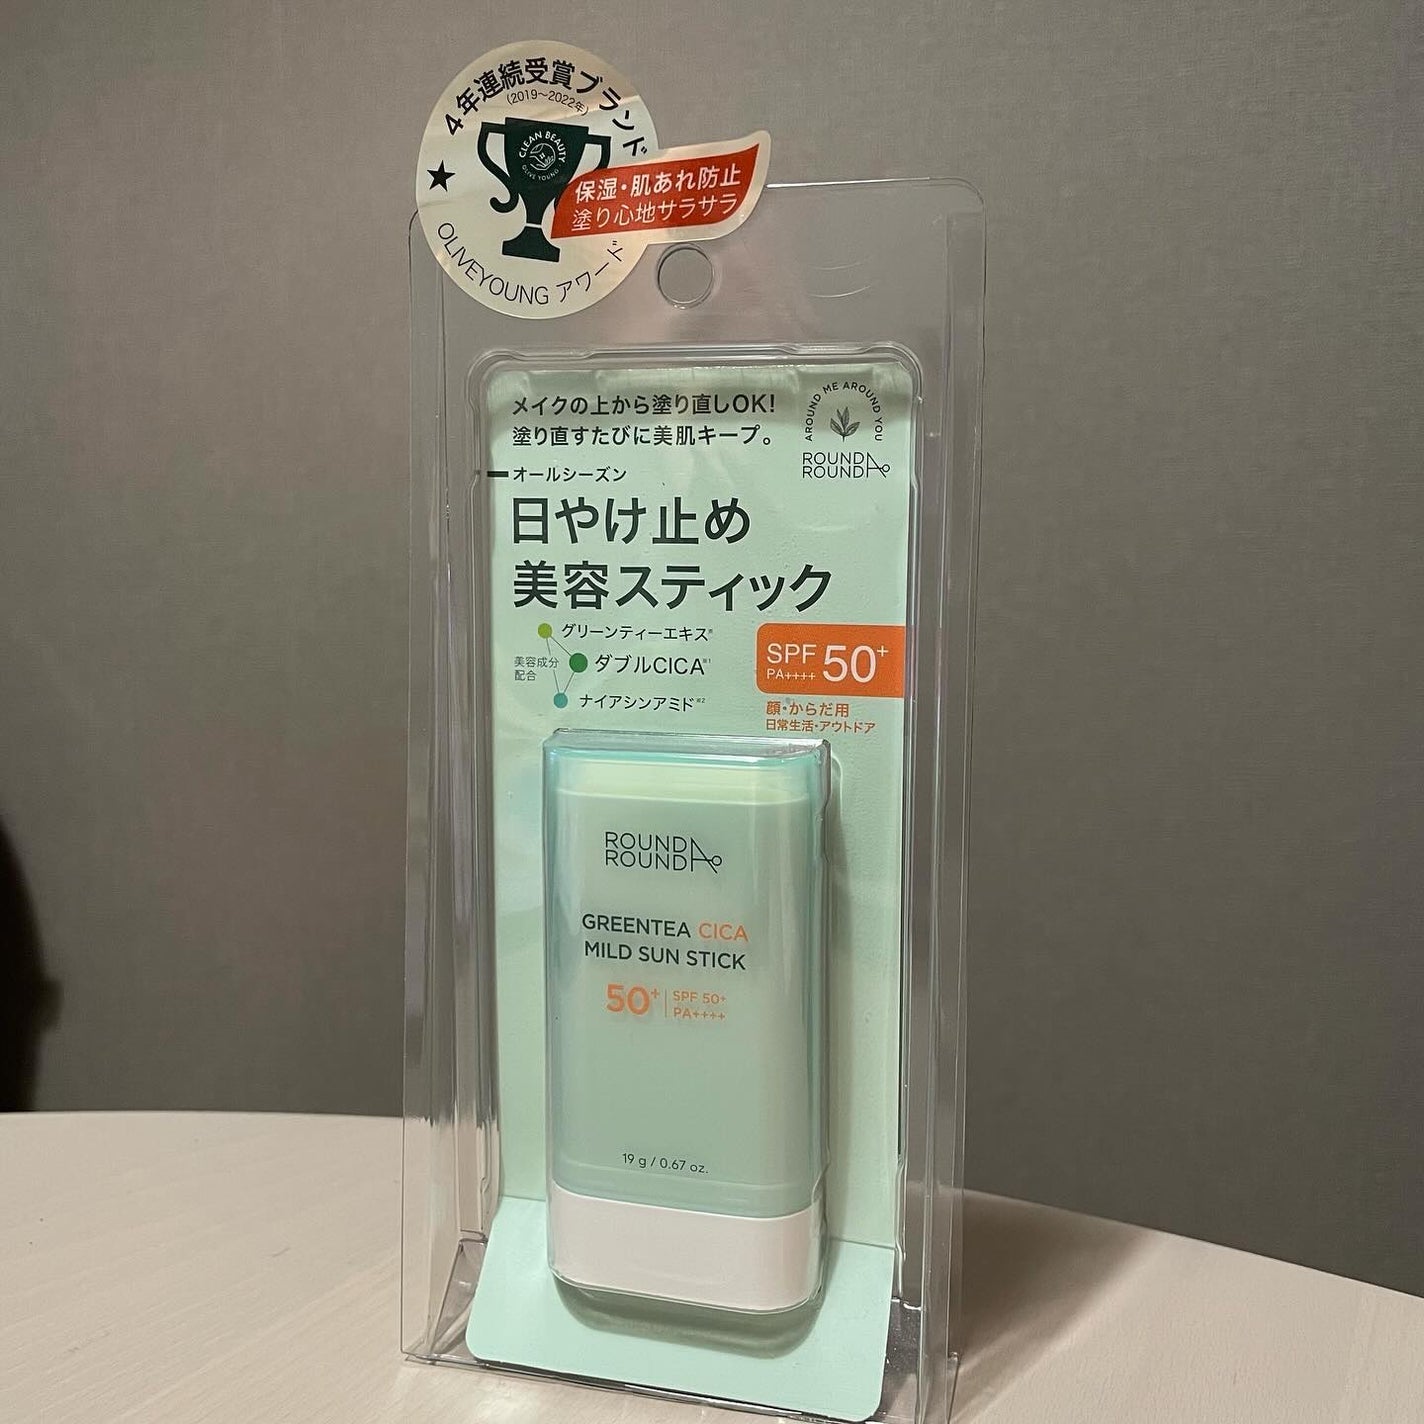 4年連続受賞ブランド
(2019〜2022年)
CLEAN BEAUTY
OLIVE YOUNG
★
保湿・肌あれ防止
塗り心地サラサラ
OLIVEYOUNG アワード
メイクの上から塗り直しOK!
塗り直すたびに美肌キープ。
AROUND ME AROUND YOU
ROUND
ROUND
オールシーズン
日やけ止め
美容スティック
グリーンティーエキス※
美容成分
配合
ダブルCICA※1
ナイアシンアミド※2
SPF 50+
PA++++
顔・からだ用
日常生活・アウトドア
ROUND
ROUND
GREENTEA CICA
MILD SUN STICK
50+ SPF 50+
PA++++
19 g / 0.67 oz.